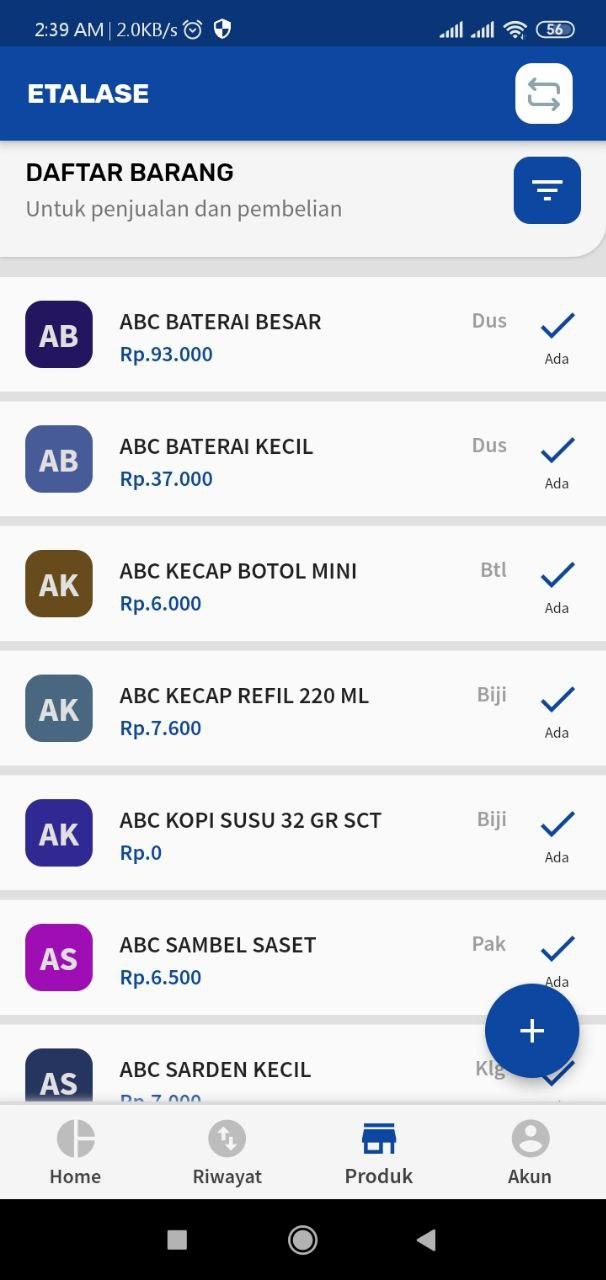 2:39 AM | 2.0KB/s 56
ETALASE
DAFTAR BARANG
Untuk penjualan dan pembelian
AB ABC BATERAI BESAR Dus
Rp.93.000 Ada
AB ABC BATERAI KECIL Dus
Rp.37.000 Ada
AK ABC KECAP BOTOL MINI Btl
Rp.6.000 Ada
AK ABC KECAP REFIL 220 ML Biji
Rp.7.600 Ada
AK ABC KOPI SUSU 32 GR SCT Biji
Rp.0 Ada
AS ABC SAMBEL SASET Pak
Rp.6.500 Ada
AS ABC SARDEN KECIL Klg
Rp.7.000
Home Riwayat Produk Akun